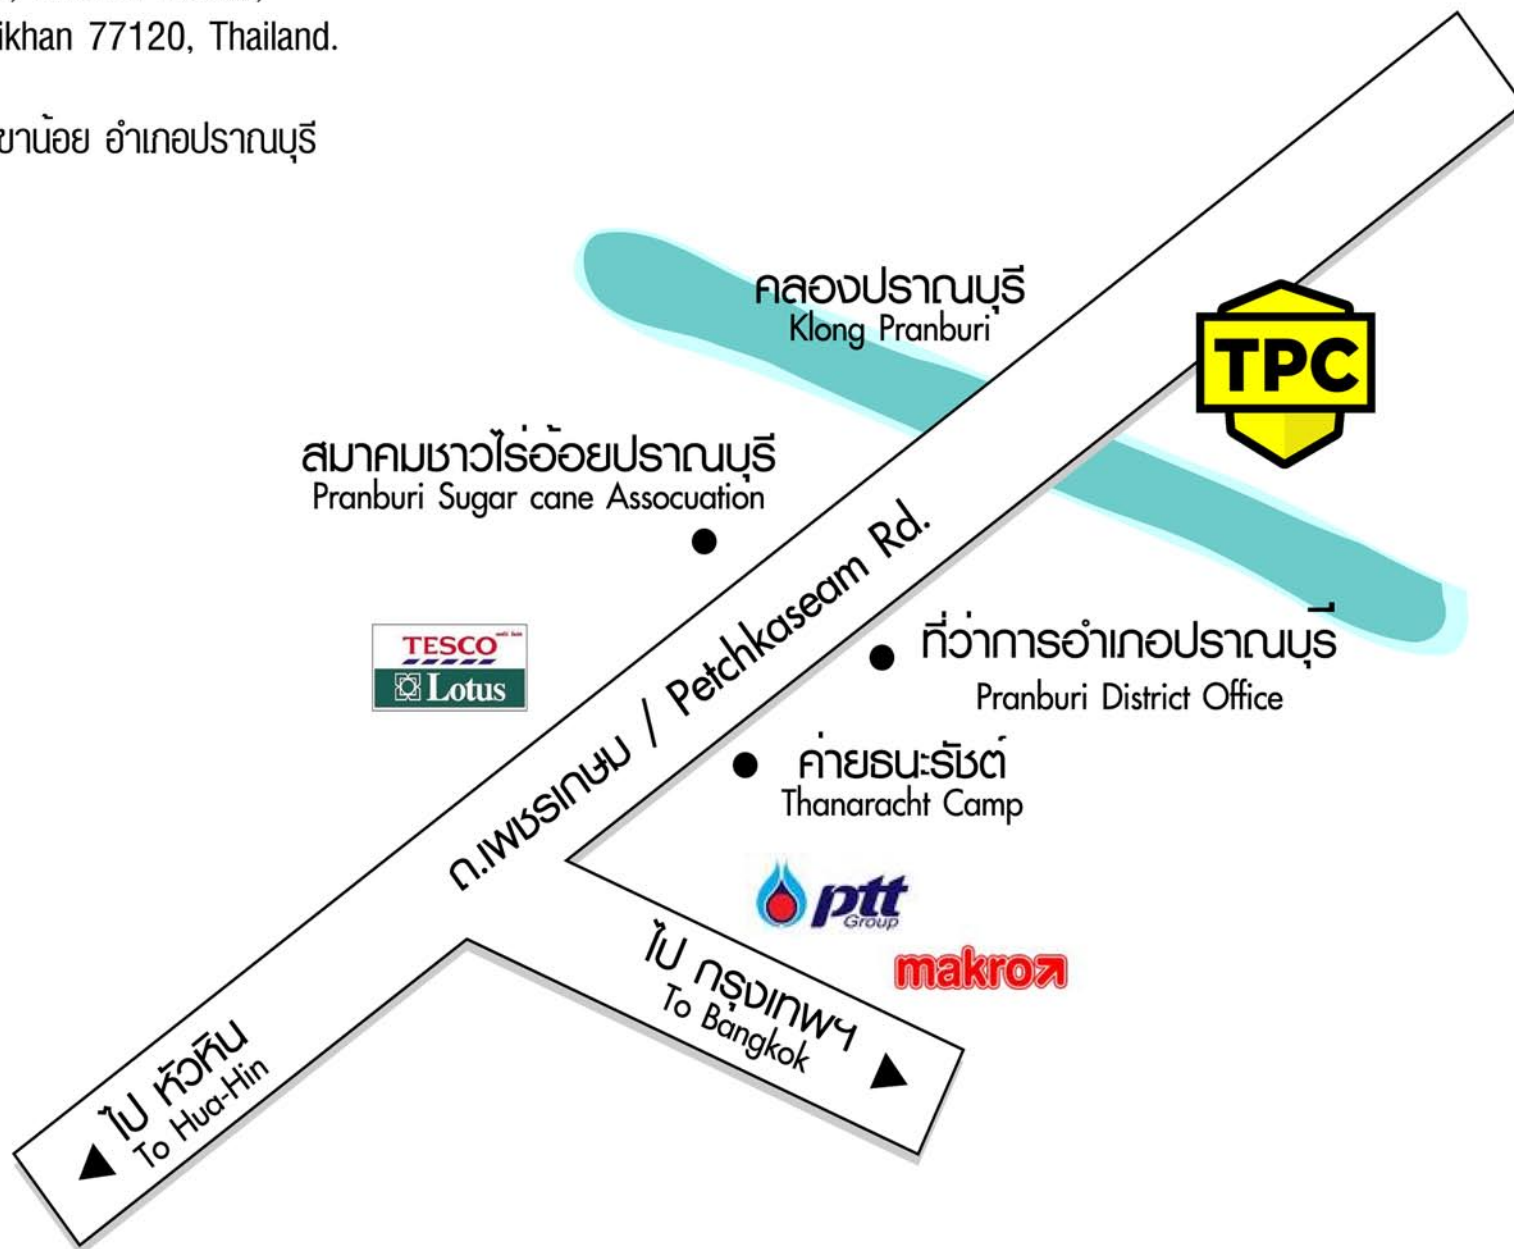 ikhan 77120, Thailand.
ขาน้อย อำเภอปราณบุรี
คลองปราณบุรี
Klong Pranburi
TPC
สมาคมชาวไร่อ้อยปราณบุรี
Pranburi Sugar cane Assocuation
TESCO
Lotus
ถ.เพชรเกษม / Petchkaseam Rd.
ที่ว่าการอำเภอปราณบุรี
Pranburi District Office
ค่ายธนะรัชต์
Thanaracht Camp
ptt
Group
makro
ไป กรุงเทพฯ
To Bangkok
ไป หัวหิน
To Hua-Hin